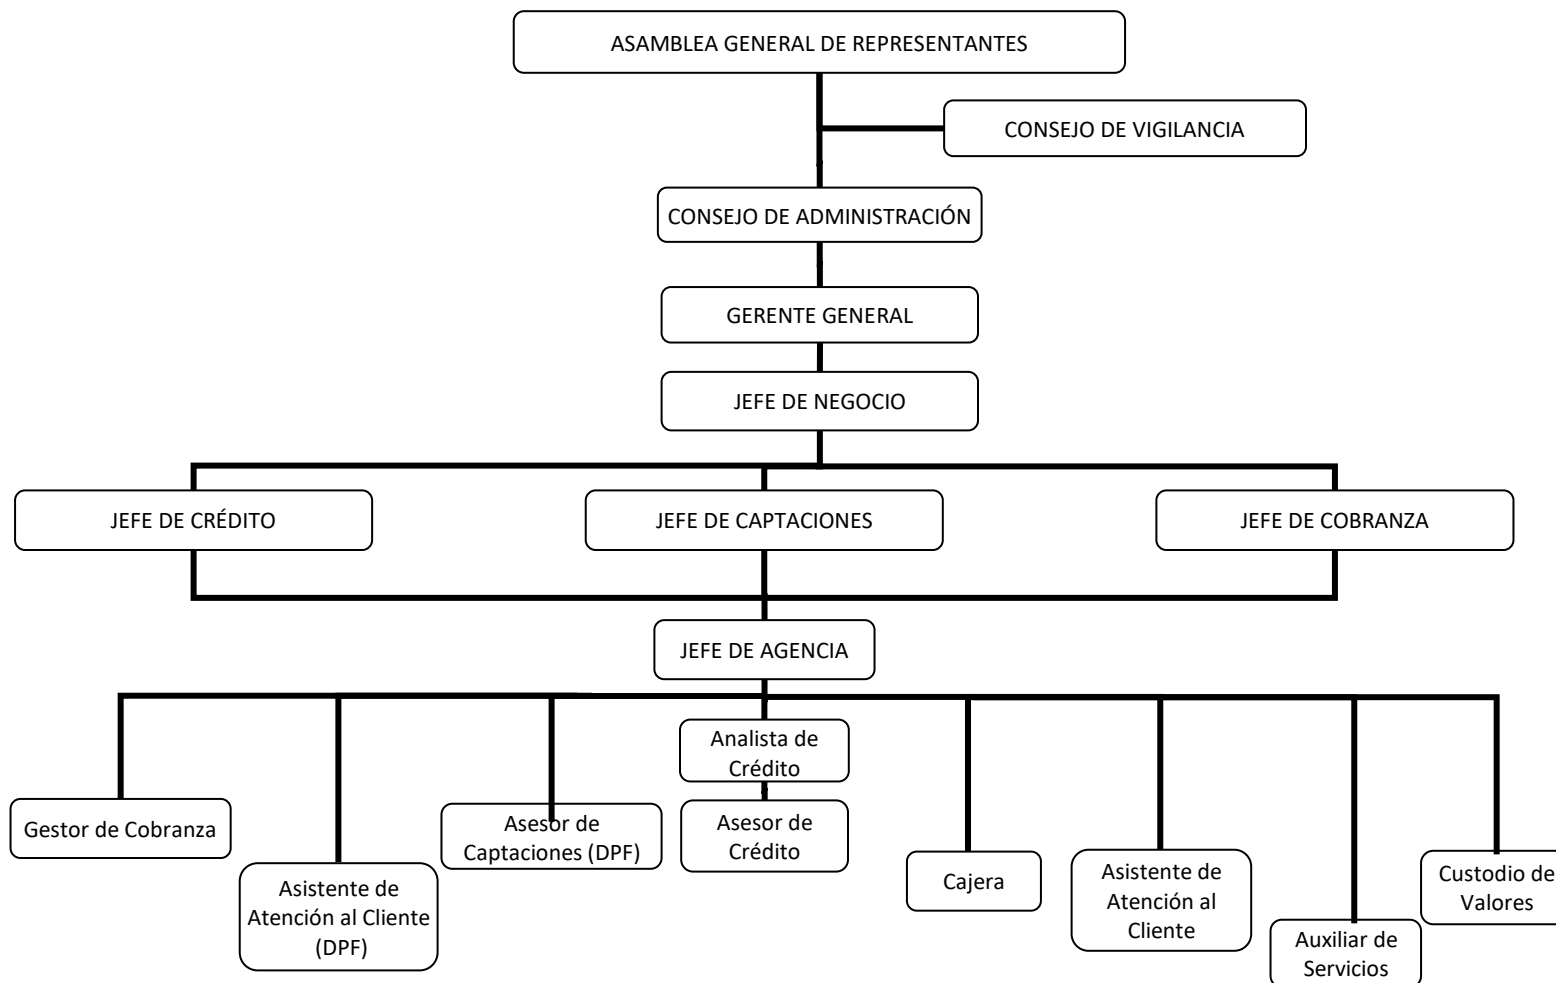 ASAMBLEA GENERAL DE REPRESENTANTES
CONSEJO DE VIGILANCIA
CONSEJO DE ADMINISTRACIÓN
GERENTE GENERAL
JEFE DE NEGOCIO
JEFE DE CRÉDITO
JEFE DE CAPTACIONES
JEFE DE COBRANZA
JEFE DE AGENCIA
Gestor de Cobranza
Asistente de
Atención al Cliente
(DPF)
Asesor de
Captaciones (DPF)
Analista de
Crédito
Asesor de
Crédito
Cajera
Asistente de
Atención al
Cliente
Auxiliar de
Servicios
Custodio de
Valores